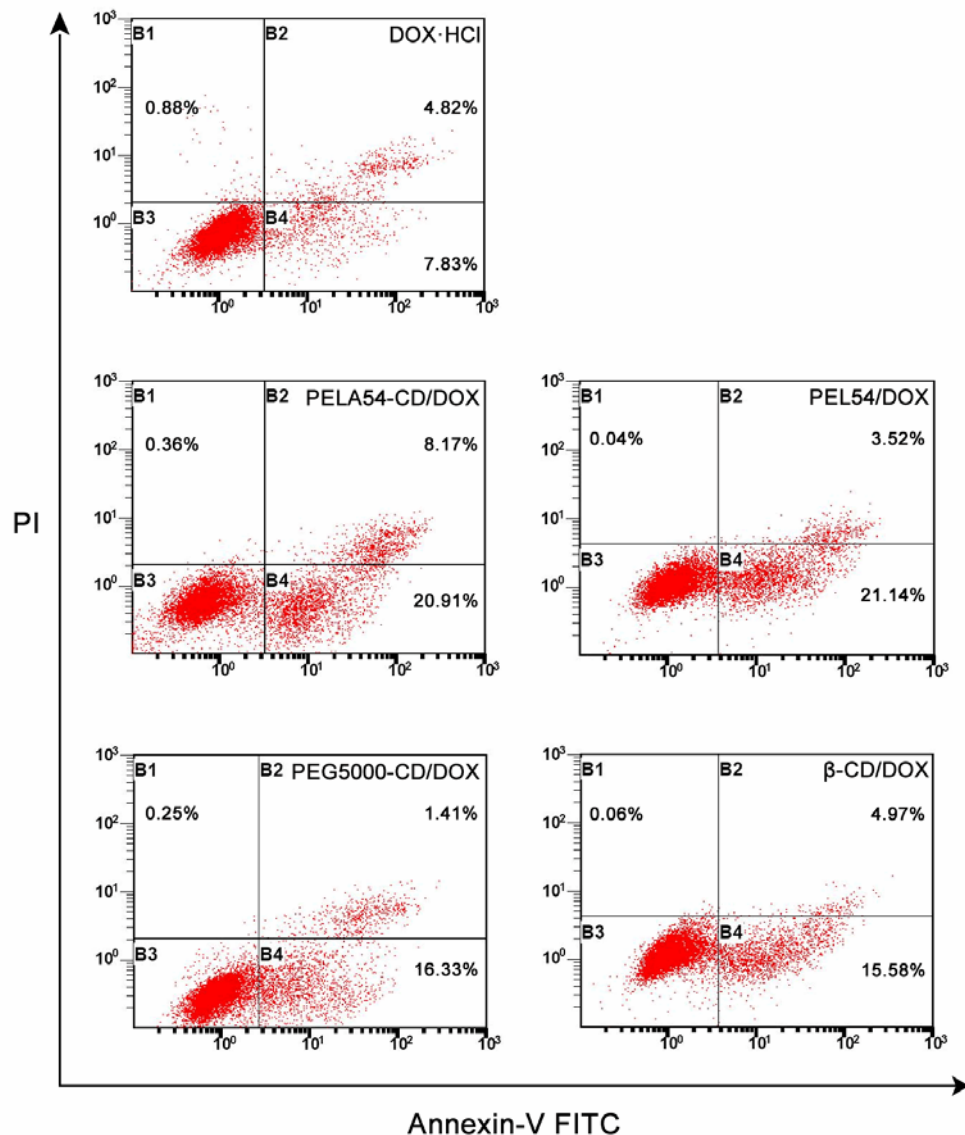 10³
B1
B2
DOX·HCl
10²
0.88%
4.82%
10¹
B3
B4
10⁰
7.83%
10⁰
10¹
10²
10³
10³
B1
B2
PELA54-CD/DOX
10²
0.36%
8.17%
10¹
B3
B4
10⁰
20.91%
10⁰
10¹
10²
10³
10³
B1
B2
PEL54/DOX
10²
0.04%
3.52%
10¹
B3
B4
10⁰
21.14%
10⁰
10¹
10²
10³
PI
10³
B1
B2
PEG5000-CD/DOX
10²
0.25%
1.41%
10¹
B3
B4
10⁰
16.33%
10⁰
10¹
10²
10³
10³
B1
B2
β-CD/DOX
10²
0.06%
4.97%
10¹
B3
B4
10⁰
15.58%
10⁰
10¹
10²
10³
Annexin-V FITC